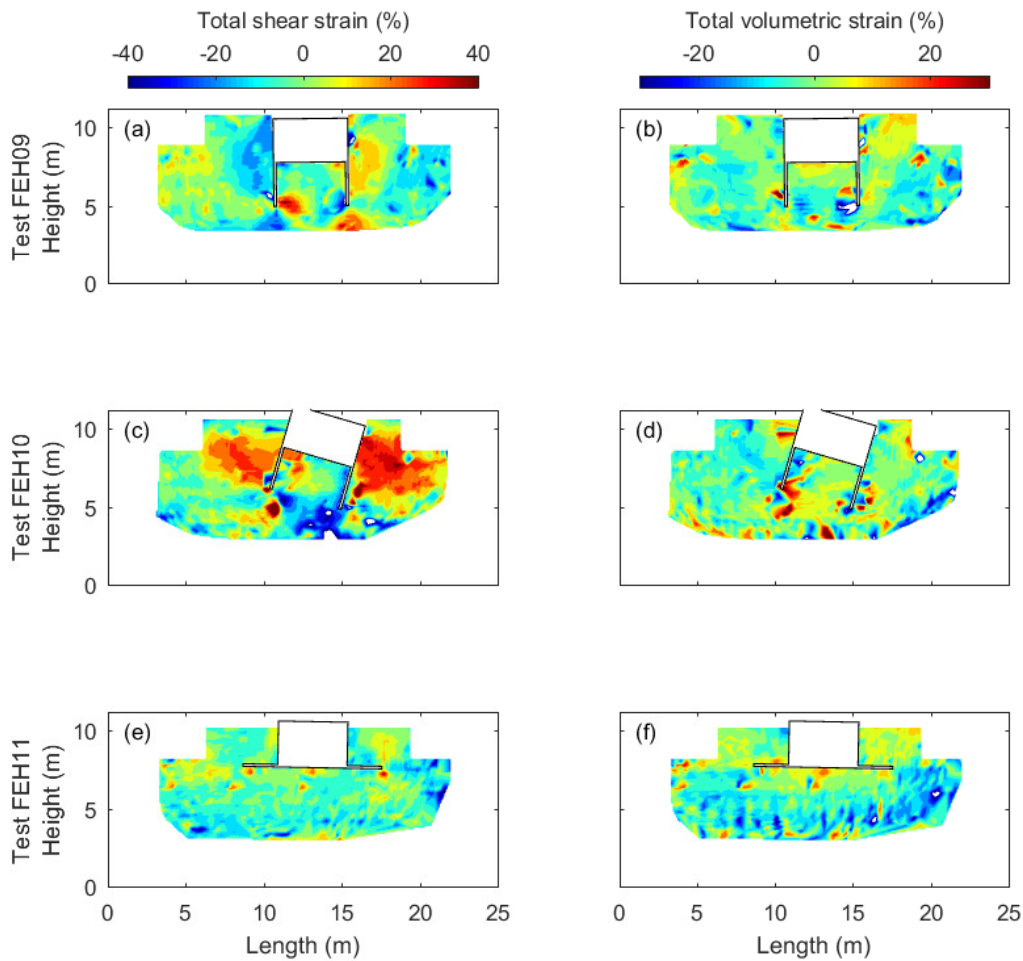 Total shear strain (%)
Total volumetric strain (%)
-40 -20 0 20 40
-20 0 20
Test FEH09
Height (m)
10
5
0
(a)
(b)
Test FEH10
Height (m)
10
5
0
(c)
(d)
Test FEH11
Height (m)
10
5
0
(e)
(f)
0 5 10 15 20 25
0 5 10 15 20 25
Length (m)
Length (m)